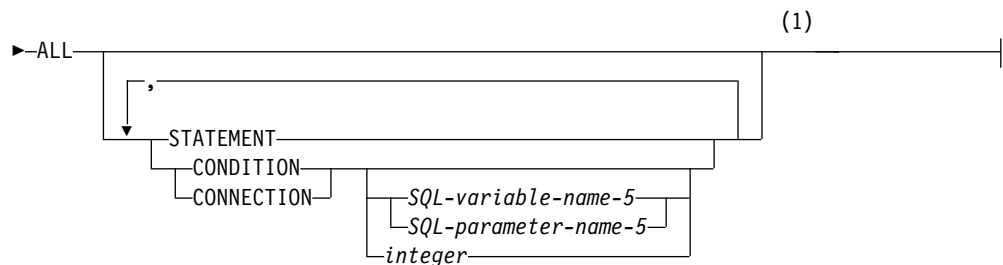 (1)
ALL
,
STATEMENT
CONDITION
CONNECTION
SQL-variable-name-5
SQL-parameter-name-5
integer